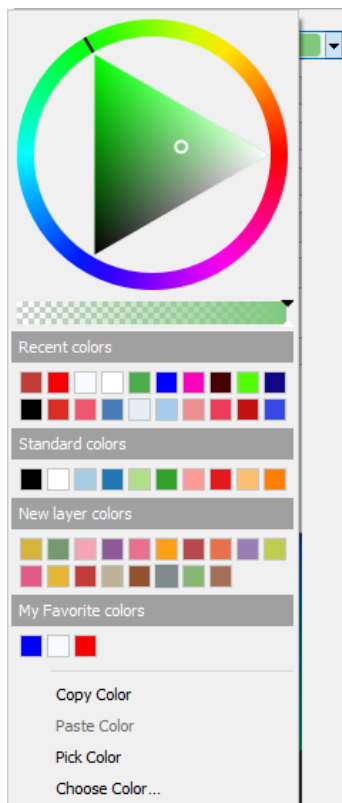 Recent colors
Standard colors
New layer colors
My Favorite colors
Copy Color
Paste Color
Pick Color
Choose Color...